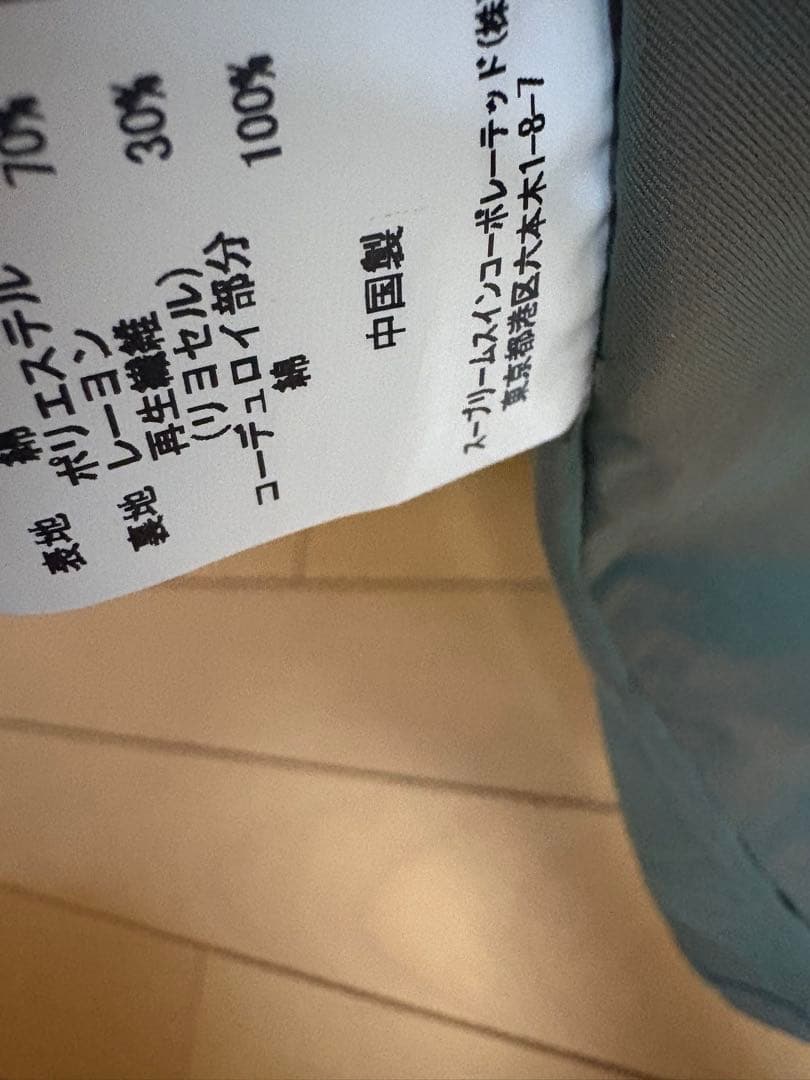 表地 綿
ポリエステル
裏地 レーヨン 70%
再生繊維
(リヨセル) 30%
コーデュロイ部分
綿 100%
中国製
スープリームスインコーポレーテッド(株)
東京都港区六本木1-8-7